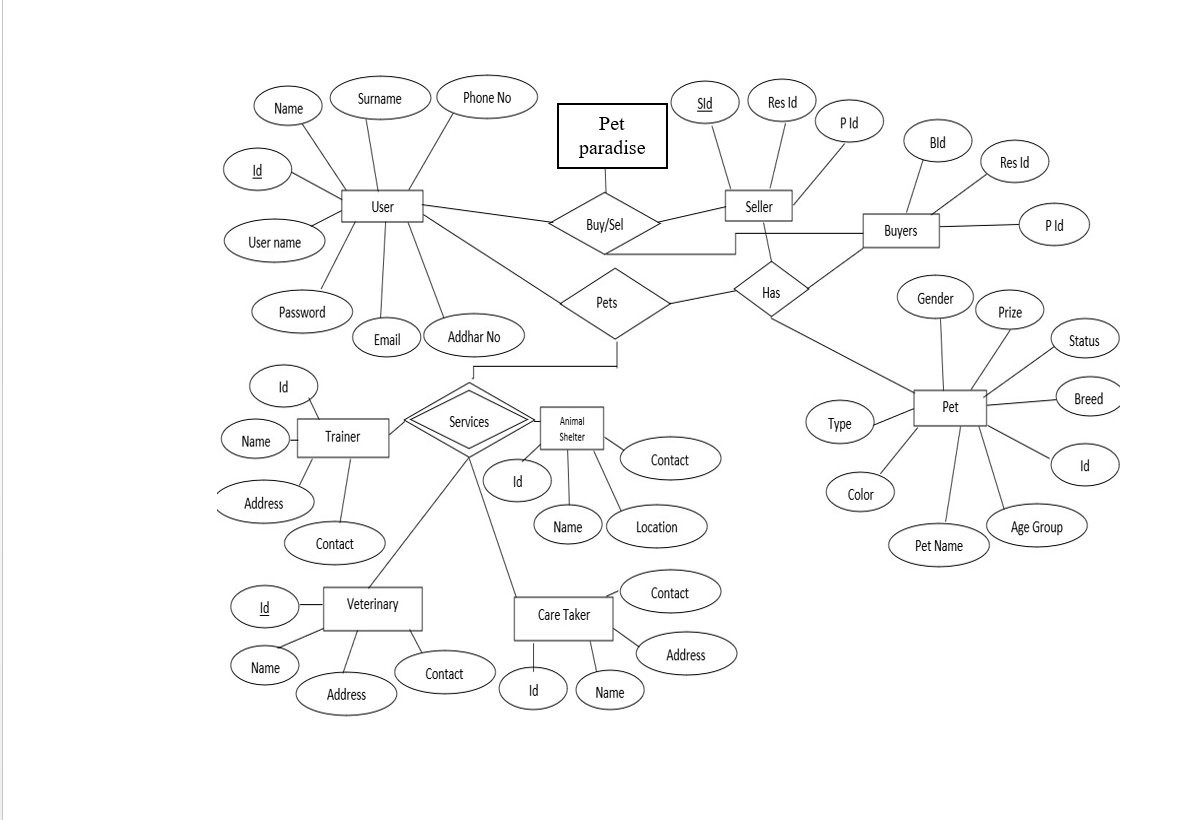 Name
Surname
Phone No
Pet
paradise
SId
Res Id
P Id
BId
Res Id
P Id
Id
User
Buy/Sel
Seller
Buyers
User name
Password
Email
Addhar No
Pets
Has
Gender
Prize
Status
Breed
Type
Pet
Id
Color
Pet Name
Age Group
Id
Name
Trainer
Services
Animal
Shelter
Address
Contact
Id
Name
Location
Contact
Id
Veterinary
Name
Address
Contact
Care Taker
Contact
Address
Id
Name